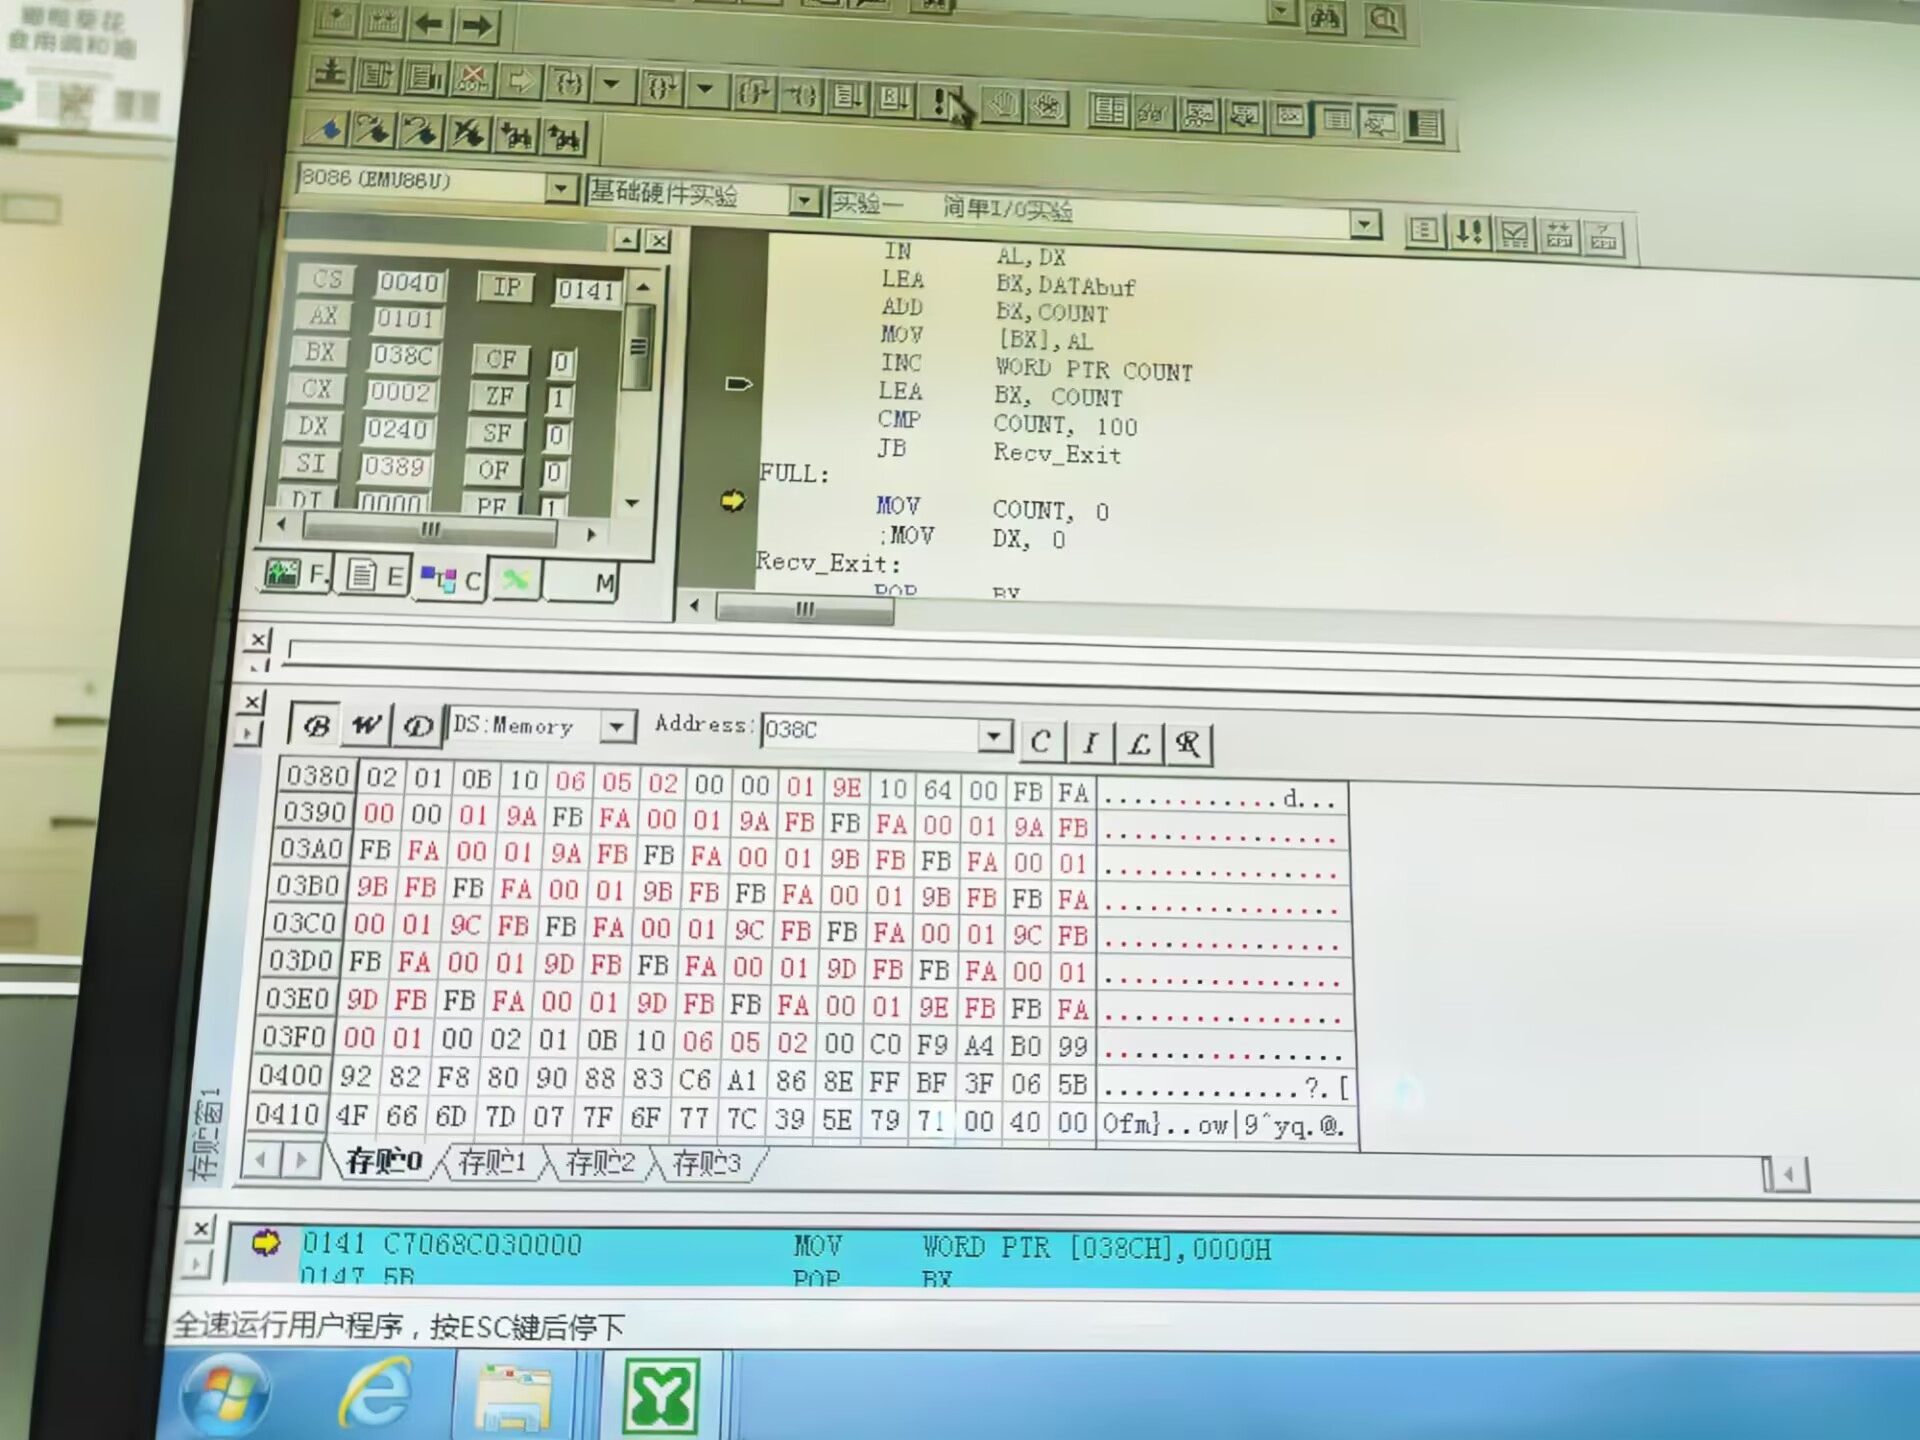 橄榄葵花
食用调和油
8086(EMU86U)
基础硬件实验
实验一 简单I/O实验
CS 0040 IP 0141
AX 0101
BX 038C CF 0
CX 0002 ZF 1
DX 0240 SF 0
SI 0389 OF 0
DI 0000 PF 1
F. E C M
IN AL,DX
LEA BX,DATAbuf
ADD BX,COUNT
MOV [BX],AL
INC WORD PTR COUNT
LEA BX, COUNT
CMP COUNT, 100
JB Recv_Exit
FULL:
MOV COUNT, 0
;MOV DX, 0
Recv_Exit:
POP BX
B W D DS:Memory Address: 038C C I L R
0380 02 01 0B 10 06 05 02 00 00 01 9E 10 64 00 FB FA ............d...
0390 00 00 01 9A FB FA 00 01 9A FB FB FA 00 01 9A FB ................
03A0 FB FA 00 01 9A FB FB FA 00 01 9B FB FB FA 00 01 ................
03B0 9B FB FB FA 00 01 9B FB FB FA 00 01 9B FB FB FA ................
03C0 00 01 9C FB FB FA 00 01 9C FB FB FA 00 01 9C FB ................
03D0 FB FA 00 01 9D FB FB FA 00 01 9D FB FB FA 00 01 ................
03E0 9D FB FB FA 00 01 9D FB FB FA 00 01 9E FB FB FA ................
03F0 00 01 00 02 01 0B 10 06 05 02 00 C0 F9 A4 B0 99 ................
0400 92 82 F8 80 90 88 83 C6 A1 86 8E FF BF 3F 06 5B .............?.[
0410 4F 66 6D 7D 07 7F 6F 77 7C 39 5E 79 71 00 40 00 Ofm}..ow|9^yq.@.
存贮窗1
存贮0 存贮1 存贮2 存贮3
0141 C7068C030000 MOV WORD PTR [038CH],0000H
0147 5B POP BX
全速运行用户程序，按ESC键后停下